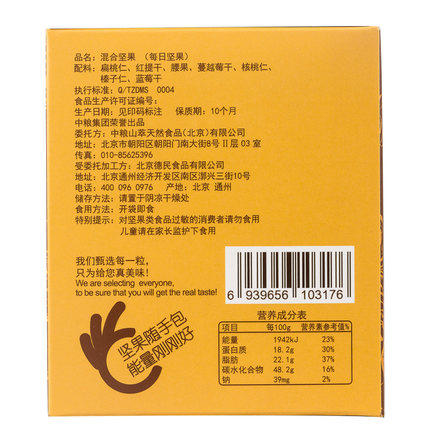 品名：混合坚果 （每日坚果）
配料：扁桃仁、红提干、腰果、蔓越莓干、核桃仁、
榛子仁、蓝莓干
执行标准：Q/TZDMS 0004
食品生产许可证编号：
生产日期：见印码标注 保质期：10个月
中粮集团荣誉出品
委托方：中粮山萃天然食品（北京）有限公司
地址：北京市朝阳区朝阳门南大街8号 II 层 03 室
传真：010-85625396
受委托加工方：北京德民食品有限公司
地址：北京通州经济开发区南区漷兴三街10号
电话：400 096 0976 产地：北京 通州
储存方法：请置于阴凉干燥处
食用方法：开袋即食
特别提示：对坚果类食品过敏的消费者请勿食用
儿童请在家长监护下食用
我们甄选每一粒，
只为给您真美味！
We are selecting everyone,
to be sure that you will get the real taste!
坚果随手包
能量刚刚好
6 939656 103176
营养成分表
项目 每100g 营养素参考值%
能量 1942kJ 23%
蛋白质 18.2g 30%
脂肪 22.1g 37%
碳水化合物 48.2g 16%
钠 39mg 2%